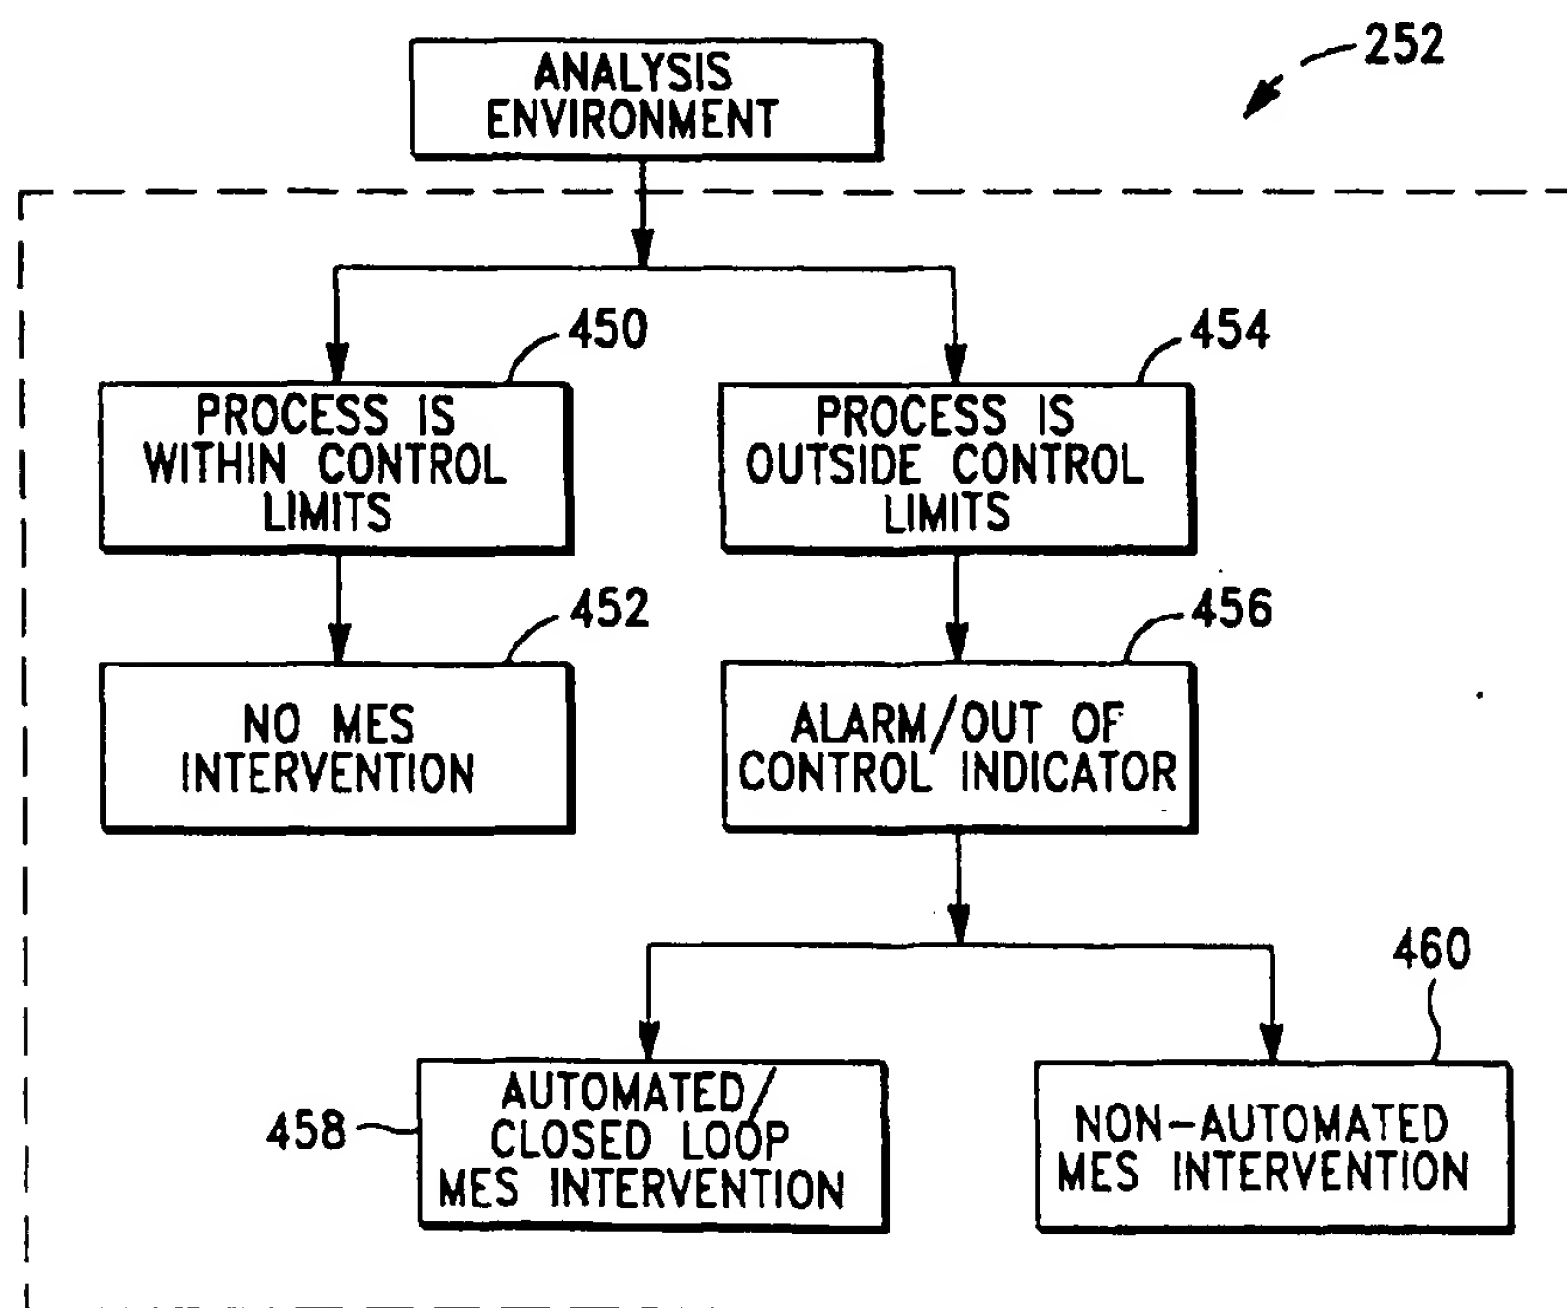 252
ANALYSIS
ENVIRONMENT
450
454
PROCESS IS
WITHIN CONTROL
LIMITS
PROCESS IS
OUTSIDE CONTROL
LIMITS
452
456
NO MES
INTERVENTION
ALARM/OUT OF
CONTROL INDICATOR
460
458
AUTOMATED/
CLOSED LOOP
MES INTERVENTION
NON-AUTOMATED
MES INTERVENTION